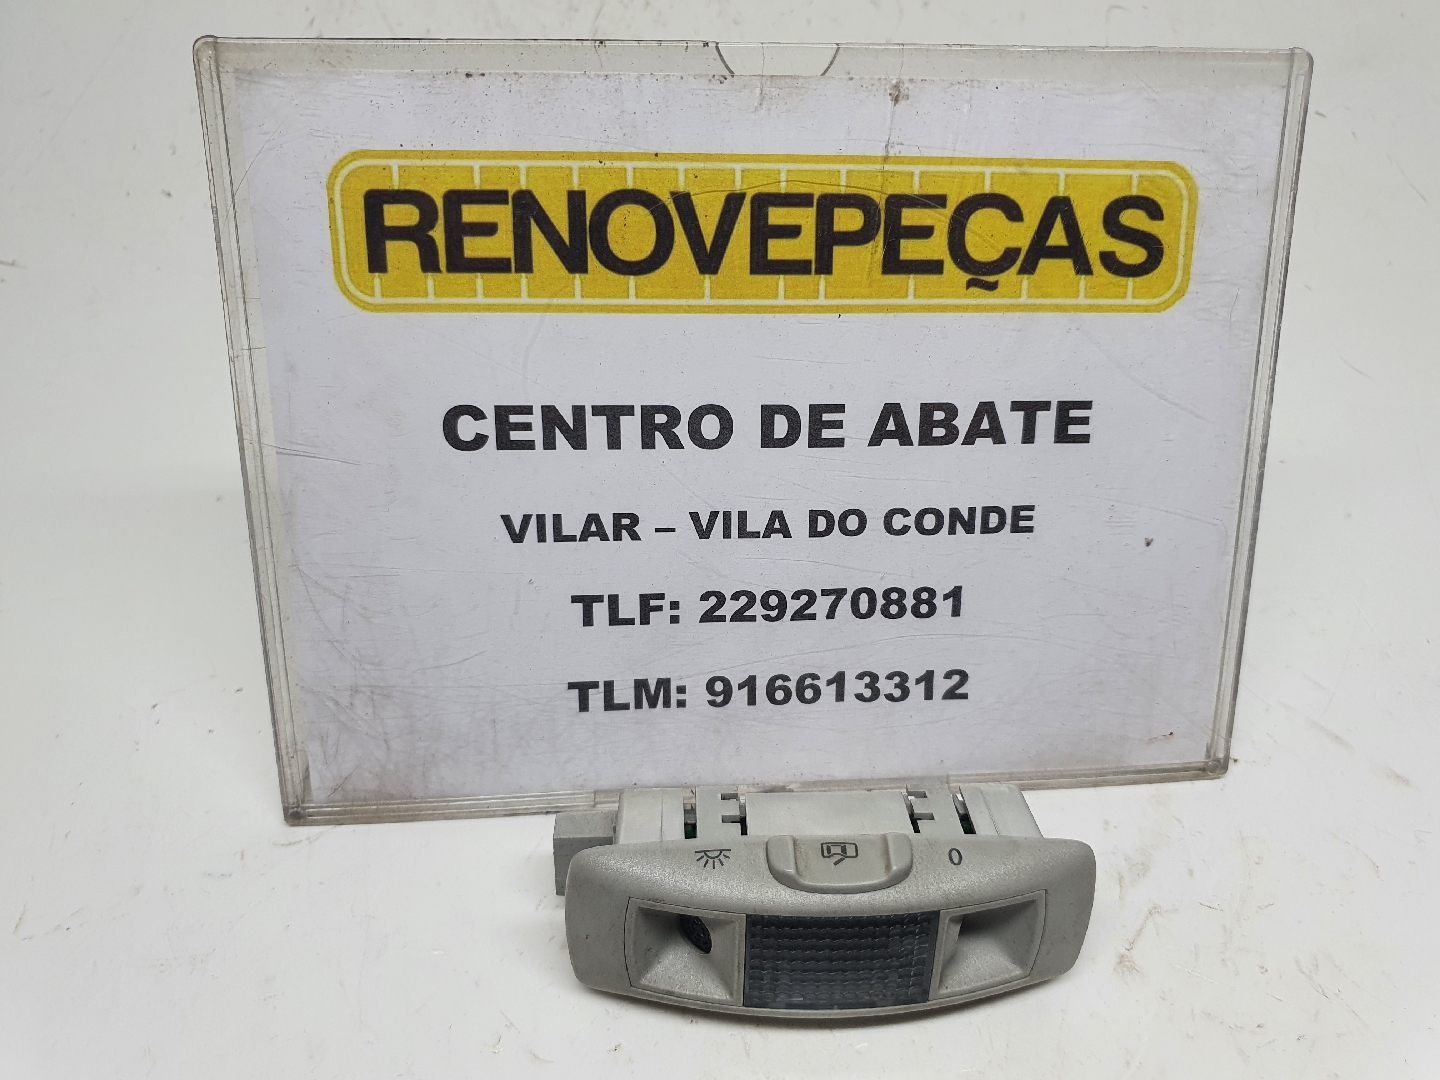 RENOVEPEÇAS
CENTRO DE ABATE
VILAR – VILA DO CONDE
TLF: 229270881
TLM: 916613312
0